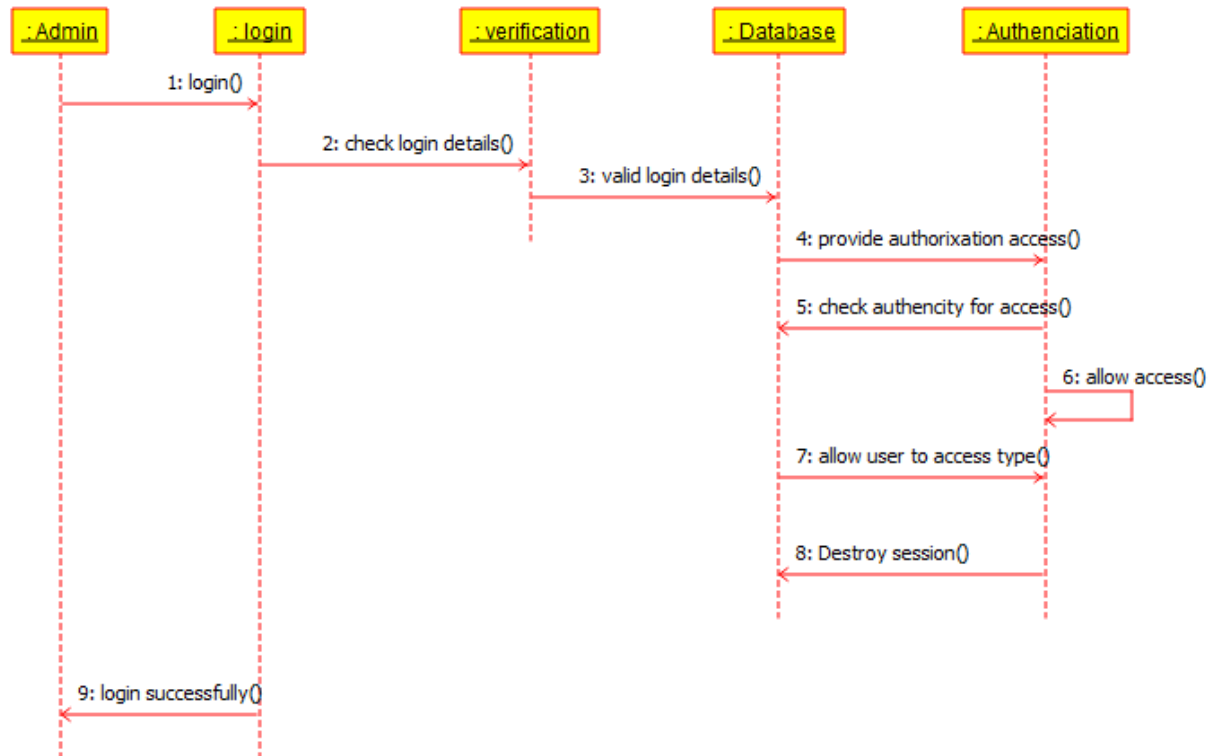 : Admin
: login
: verification
: Database
: Authenciation
1: login()
2: check login details()
3: valid login details()
4: provide authorixation access()
5: check authencity for access()
6: allow access()
7: allow user to access type()
8: Destroy session()
9: login successfully()